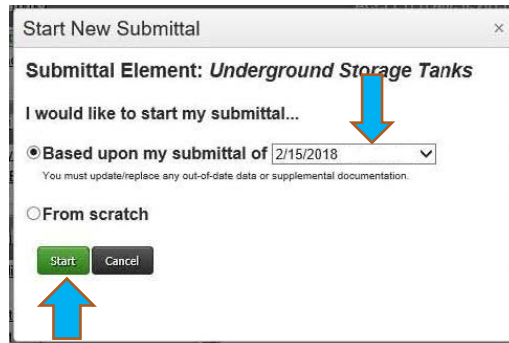 Start New Submittal ×
Submittal Element: Underground Storage Tanks
I would like to start my submittal...
Based upon my submittal of 2/15/2018
You must update/replace any out-of-date data or supplemental documentation.
From scratch
Start Cancel